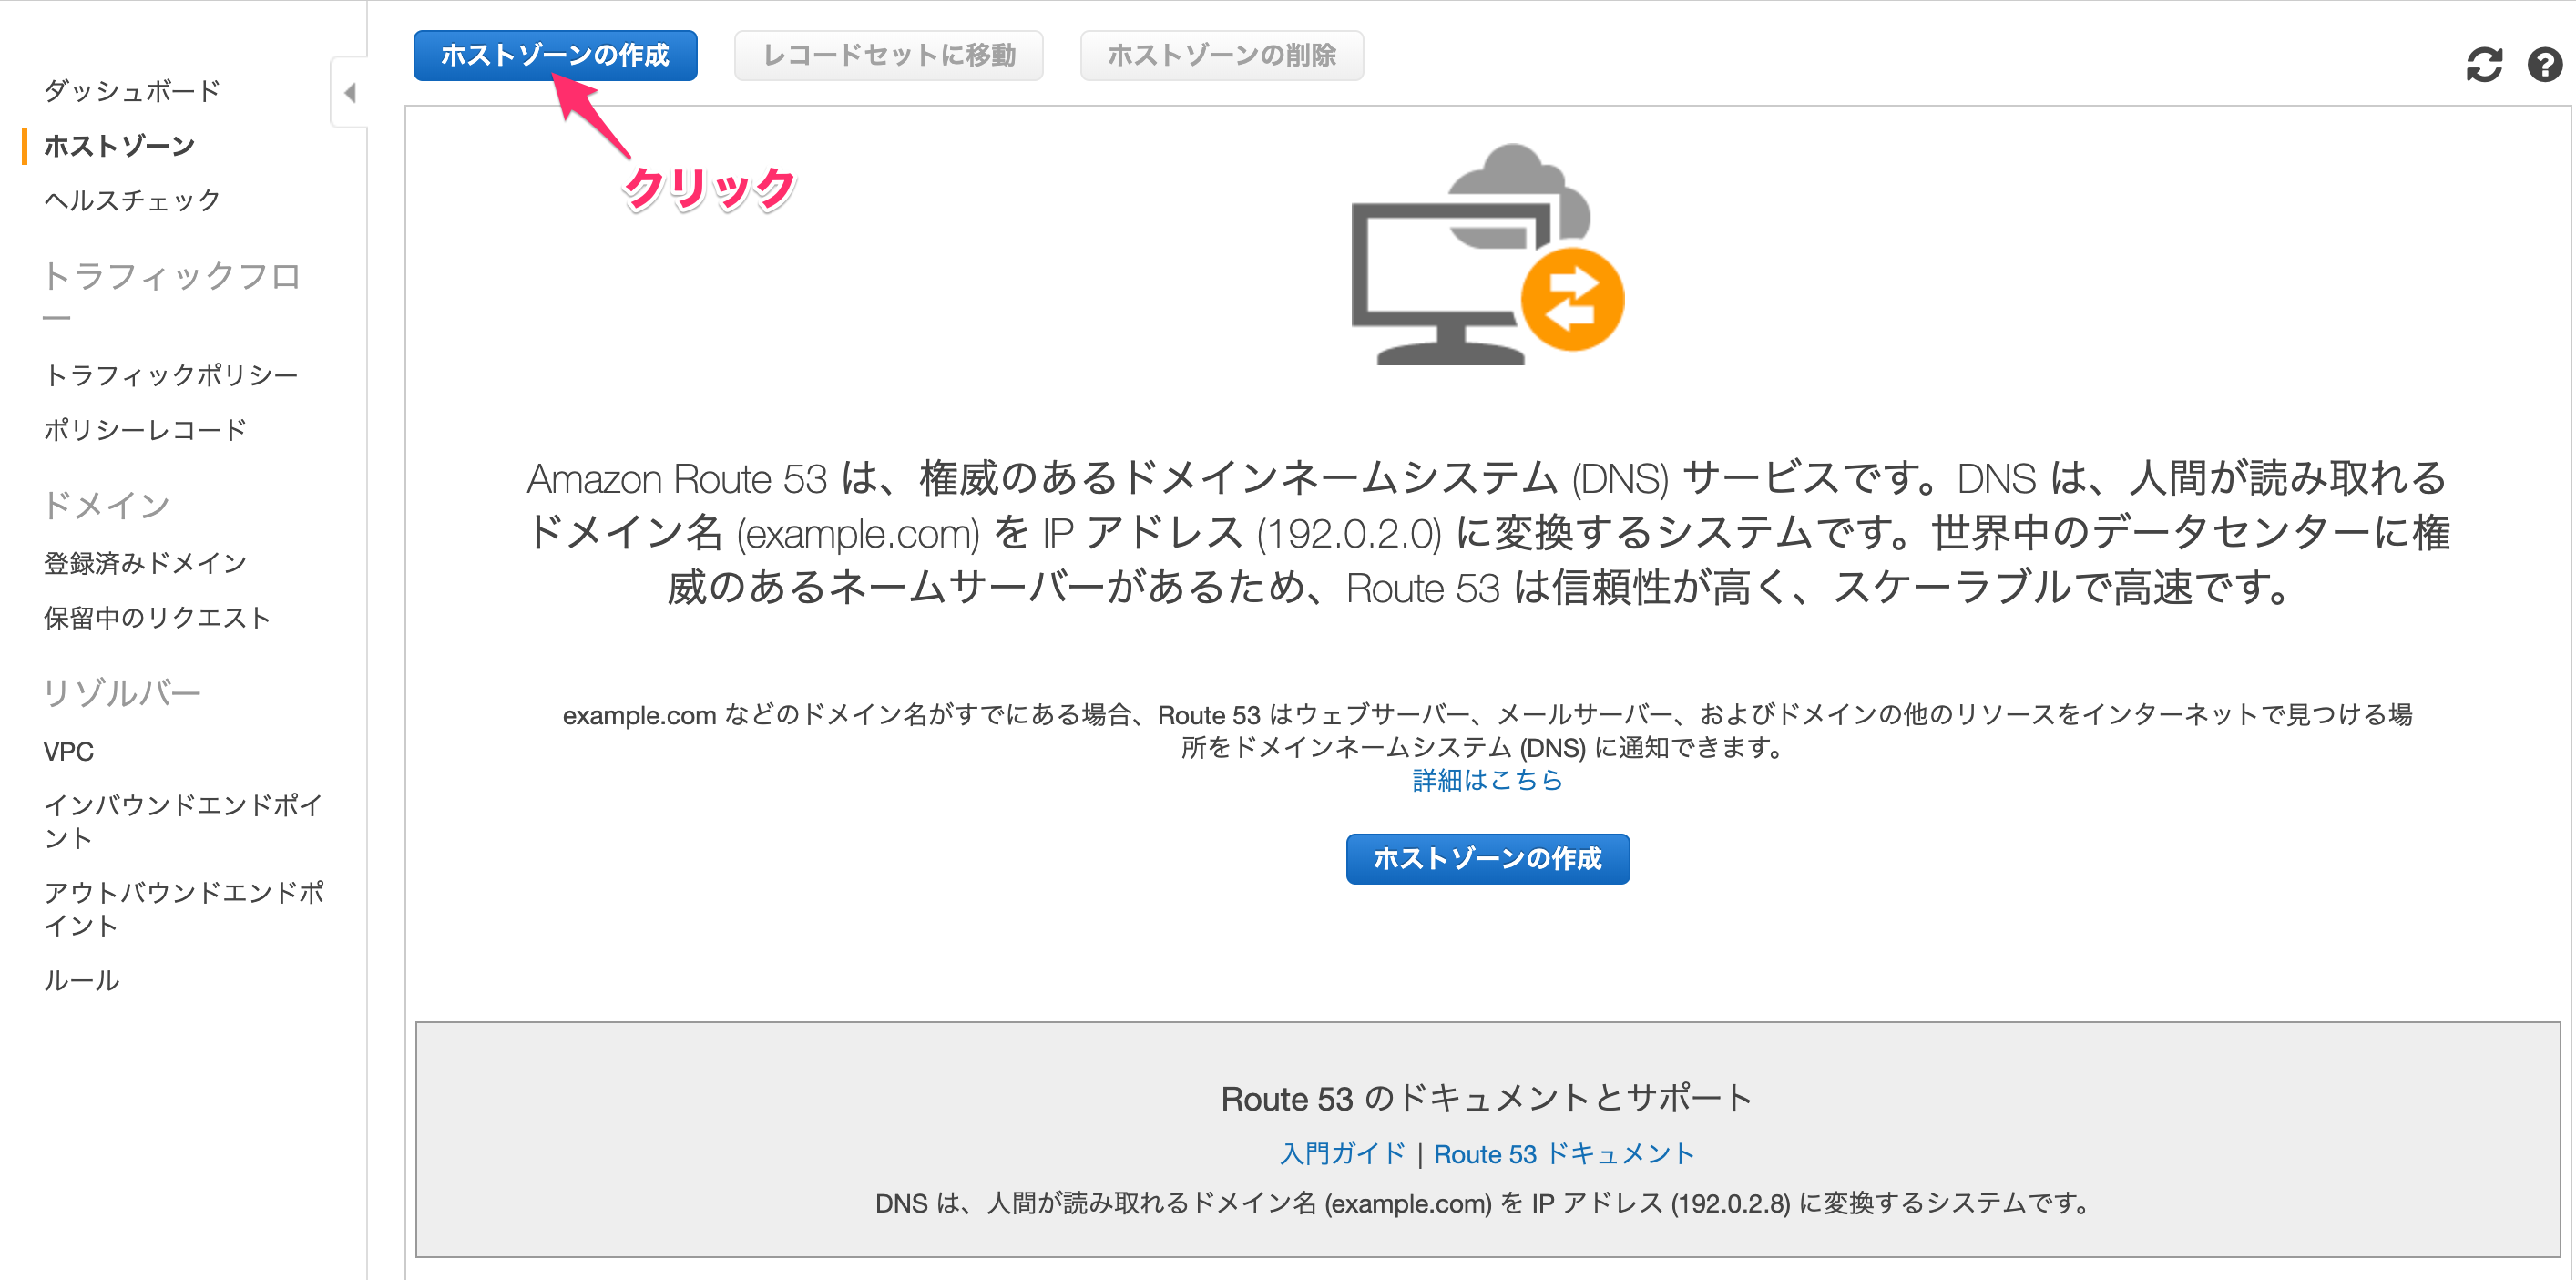 ホストゾーンの作成
レコードセットに移動
ホストゾーンの削除
クリック
ダッシュボード
ホストゾーン
ヘルスチェック
トラフィックフロ
ー
トラフィックポリシー
ポリシーレコード
ドメイン
登録済みドメイン
保留中のリクエスト
リゾルバー
VPC
インバウンドエンドポイ
ント
アウトバウンドエンドポ
イント
ルール
Amazon Route 53 は、権威のあるドメインネームシステム (DNS) サービスです。DNS は、人間が読み取れる
ドメイン名 (example.com) を IP アドレス (192.0.2.0) に変換するシステムです。世界中のデータセンターに権
威のあるネームサーバーがあるため、Route 53 は信頼性が高く、スケーラブルで高速です。
example.com などのドメイン名がすでにある場合、Route 53 はウェブサーバー、メールサーバー、およびドメインの他のリソースをインターネットで見つける場
所をドメインネームシステム (DNS) に通知できます。
詳細はこちら
ホストゾーンの作成
Route 53 のドキュメントとサポート
入門ガイド | Route 53 ドキュメント
DNS は、人間が読み取れるドメイン名 (example.com) を IP アドレス (192.0.2.8) に変換するシステムです。